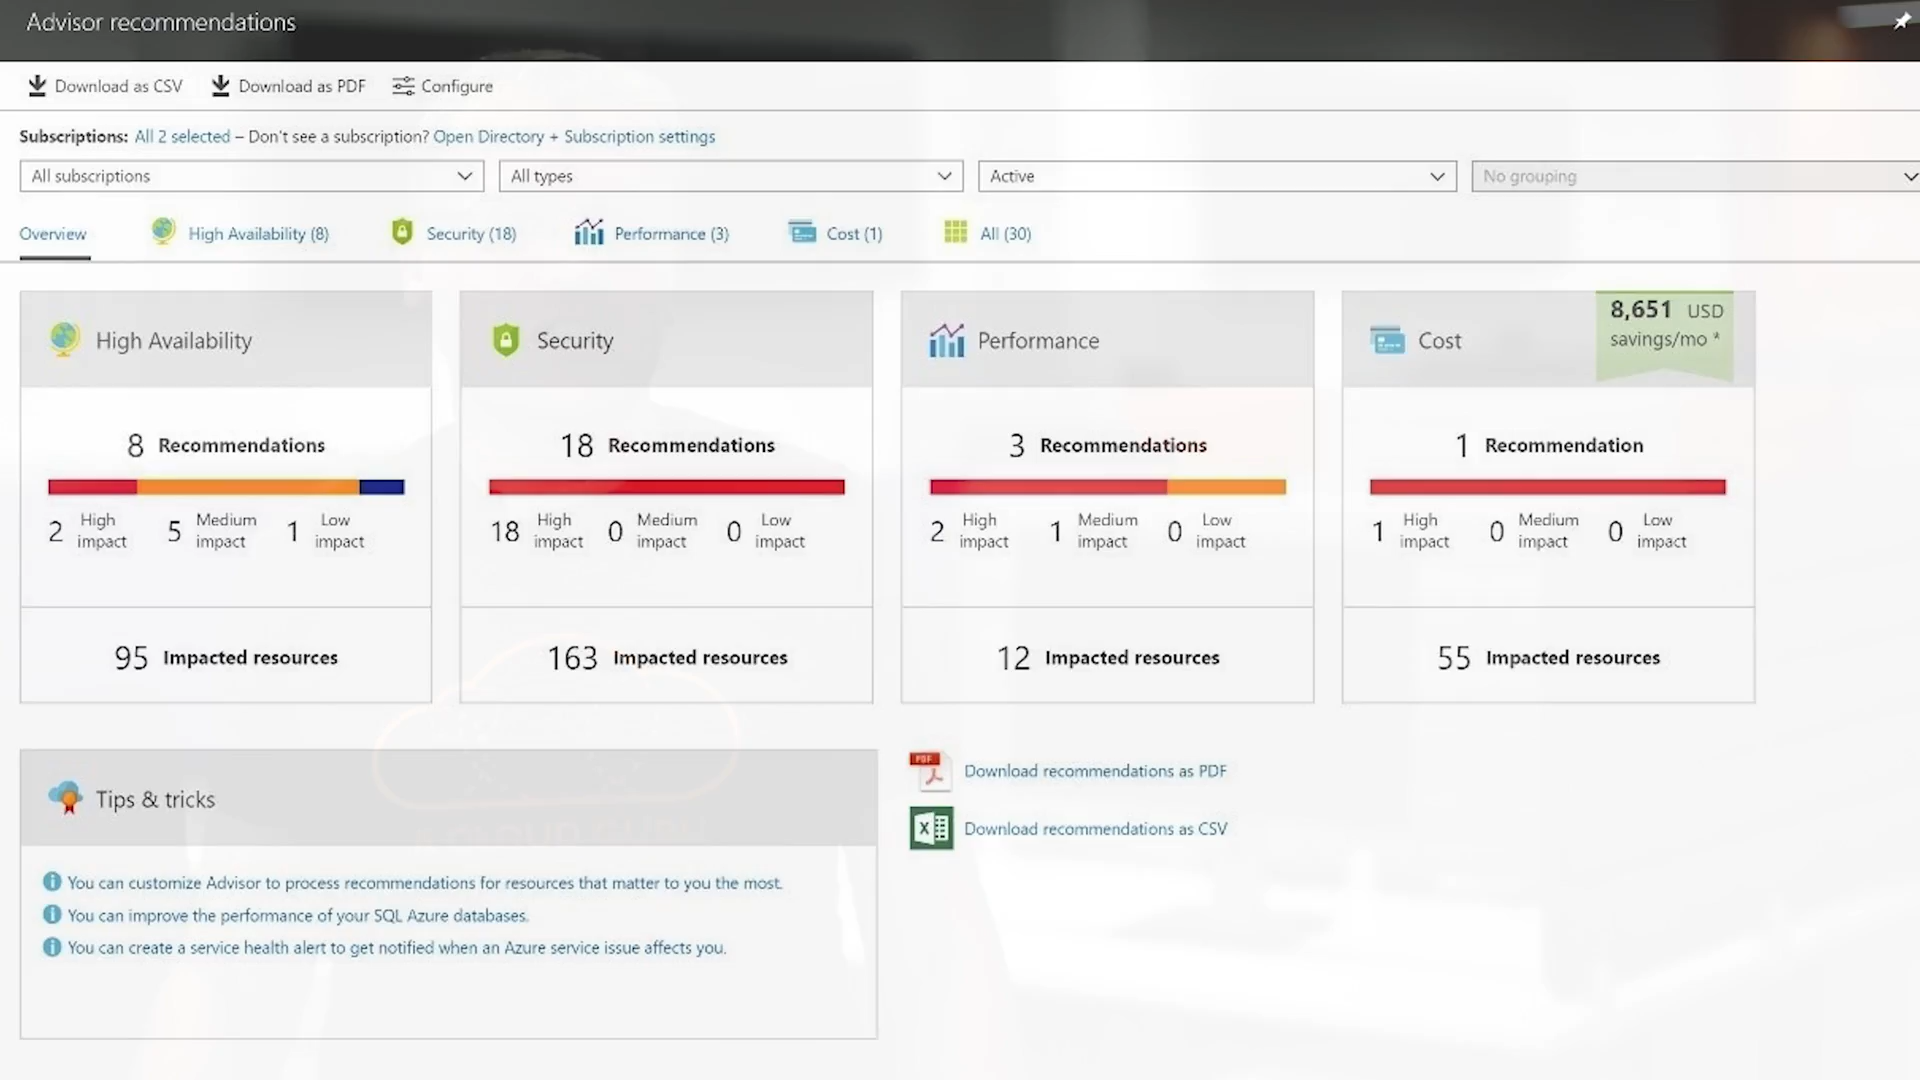 Advisor recommendations
Download as CSV Download as PDF Configure
Subscriptions: All 2 selected – Don't see a subscription? Open Directory + Subscription settings
All subscriptions All types Active No grouping
Overview High Availability (8) Security (18) Performance (3) Cost (1) All (30)
High Availability
8 Recommendations
2 High impact 5 Medium impact 1 Low impact
95 Impacted resources
Security
18 Recommendations
18 High impact 0 Medium impact 0 Low impact
163 Impacted resources
Performance
3 Recommendations
2 High impact 1 Medium impact 0 Low impact
12 Impacted resources
Cost
8,651 USD
savings/mo *
1 Recommendation
1 High impact 0 Medium impact 0 Low impact
55 Impacted resources
Tips & tricks
You can customize Advisor to process recommendations for resources that matter to you the most.
You can improve the performance of your SQL Azure databases.
You can create a service health alert to get notified when an Azure service issue affects you.
PDF
Download recommendations as PDF
X
Download recommendations as CSV